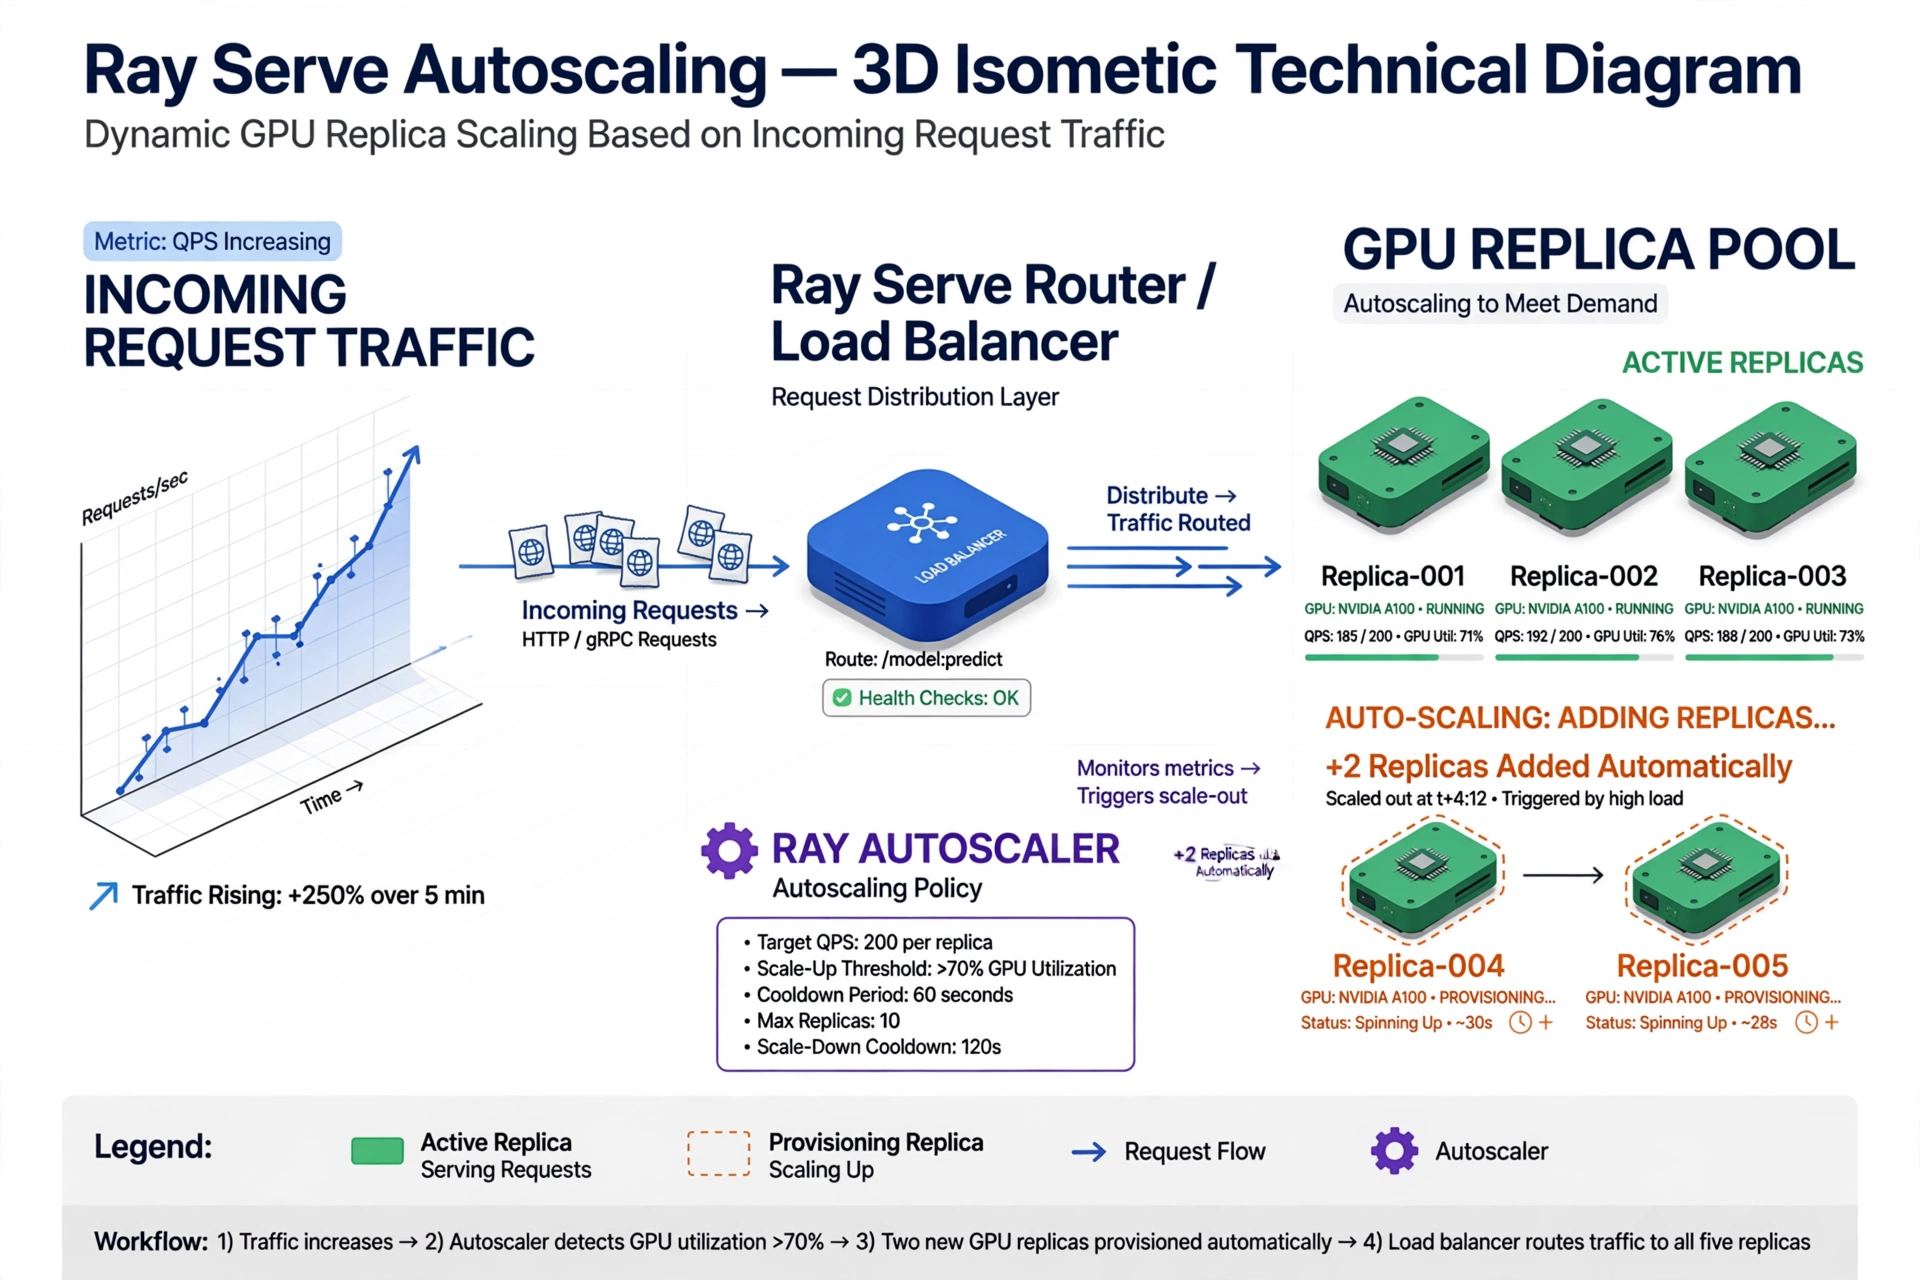 Ray Serve Autoscaling — 3D Isometic Technical Diagram
Dynamic GPU Replica Scaling Based on Incoming Request Traffic
Metric: QPS Increasing
INCOMING
REQUEST TRAFFIC
Requests/sec
Time →
Traffic Rising: +250% over 5 min
Incoming Requests →
HTTP / gRPC Requests
Ray Serve Router /
Load Balancer
Request Distribution Layer
LOAD BALANCER
Route: /model:predict
Health Checks: OK
Distribute →
Traffic Routed
Monitors metrics →
Triggers scale-out
RAY AUTOSCALER
Autoscaling Policy
• Target QPS: 200 per replica
• Scale-Up Threshold: >70% GPU Utilization
• Cooldown Period: 60 seconds
• Max Replicas: 10
• Scale-Down Cooldown: 120s
+2 Replicas
Automatically
GPU REPLICA POOL
Autoscaling to Meet Demand
ACTIVE REPLICAS
Replica-001
GPU: NVIDIA A100 • RUNNING
QPS: 185 / 200 • GPU Util: 71%
Replica-002
GPU: NVIDIA A100 • RUNNING
QPS: 192 / 200 • GPU Util: 76%
Replica-003
GPU: NVIDIA A100 • RUNNING
QPS: 188 / 200 • GPU Util: 73%
AUTO-SCALING: ADDING REPLICAS...
+2 Replicas Added Automatically
Scaled out at t+4:12 • Triggered by high load
Replica-004
GPU: NVIDIA A100 • PROVISIONING...
Status: Spinning Up • ~30s
Replica-005
GPU: NVIDIA A100 • PROVISIONING...
Status: Spinning Up • ~28s
Legend:
Active Replica
Serving Requests
Provisioning Replica
Scaling Up
Request Flow
Autoscaler
Workflow: 1) Traffic increases → 2) Autoscaler detects GPU utilization >70% → 3) Two new GPU replicas provisioned automatically → 4) Load balancer routes traffic to all five replicas